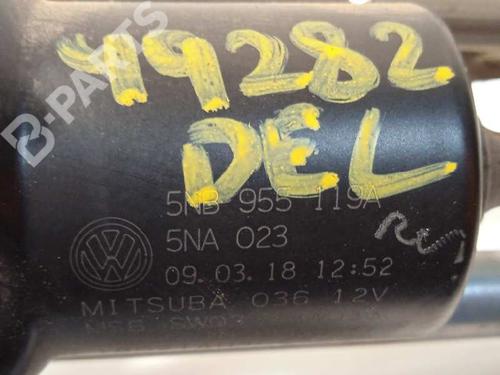 B-PARTS
49282
DEL
5NB 955 119A
5NA 023
09.03.18 12:52
MITSUBA 036 12V